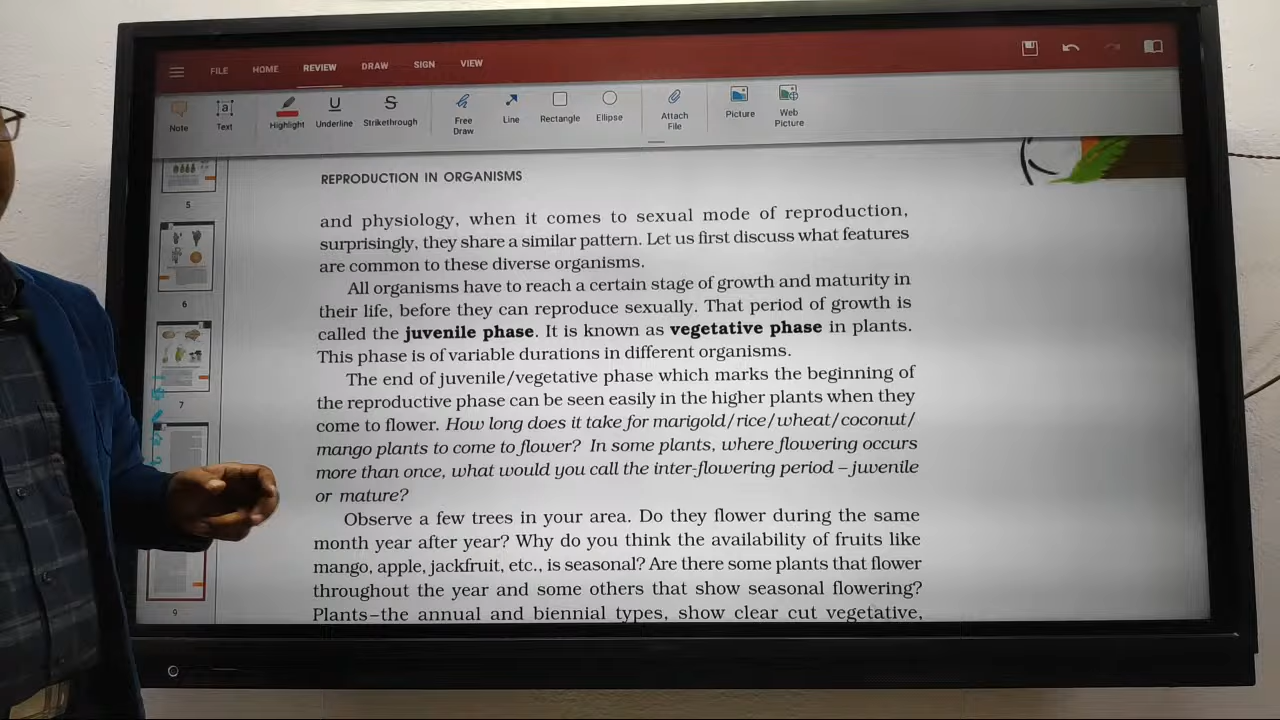 FILE HOME REVIEW DRAW SIGN VIEW
Note Text Highlight Underline Strikethrough Free Draw Line Rectangle Ellipse Attach File Picture Web Picture
5
6
7
9
REPRODUCTION IN ORGANISMS
and physiology, when it comes to sexual mode of reproduction,
surprisingly, they share a similar pattern. Let us first discuss what features
are common to these diverse organisms.
All organisms have to reach a certain stage of growth and maturity in
their life, before they can reproduce sexually. That period of growth is
called the juvenile phase. It is known as vegetative phase in plants.
This phase is of variable durations in different organisms.
The end of juvenile/vegetative phase which marks the beginning of
the reproductive phase can be seen easily in the higher plants when they
come to flower. How long does it take for marigold/rice/wheat/coconut/
mango plants to come to flower? In some plants, where flowering occurs
more than once, what would you call the inter-flowering period – juvenile
or mature?
Observe a few trees in your area. Do they flower during the same
month year after year? Why do you think the availability of fruits like
mango, apple, jackfruit, etc., is seasonal? Are there some plants that flower
throughout the year and some others that show seasonal flowering?
Plants–the annual and biennial types, show clear cut vegetative,